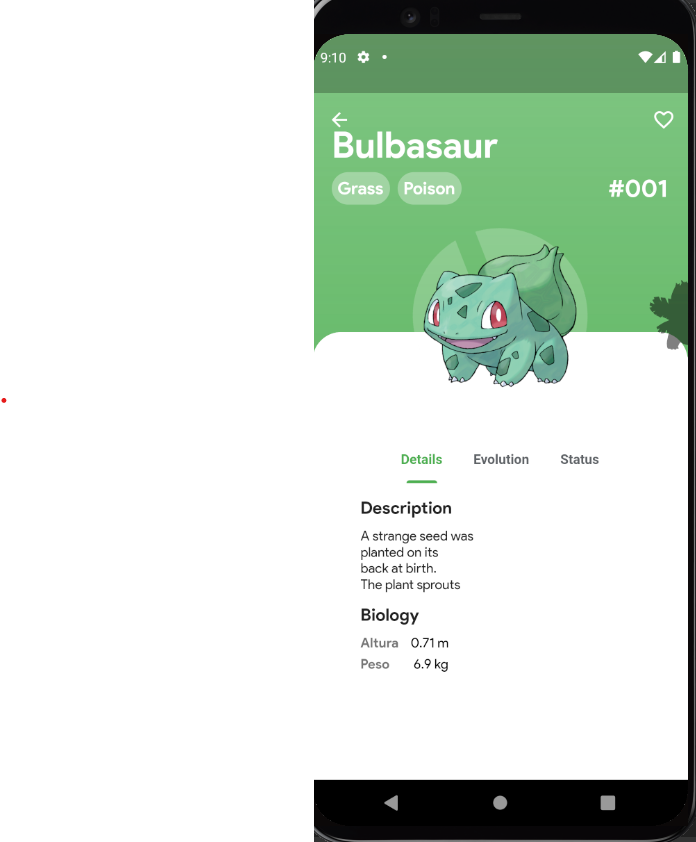 9:10
Bulbasaur
Grass Poison #001
Details Evolution Status
Description
A strange seed was
planted on its
back at birth.
The plant sprouts
Biology
Altura 0.71 m
Peso 6.9 kg